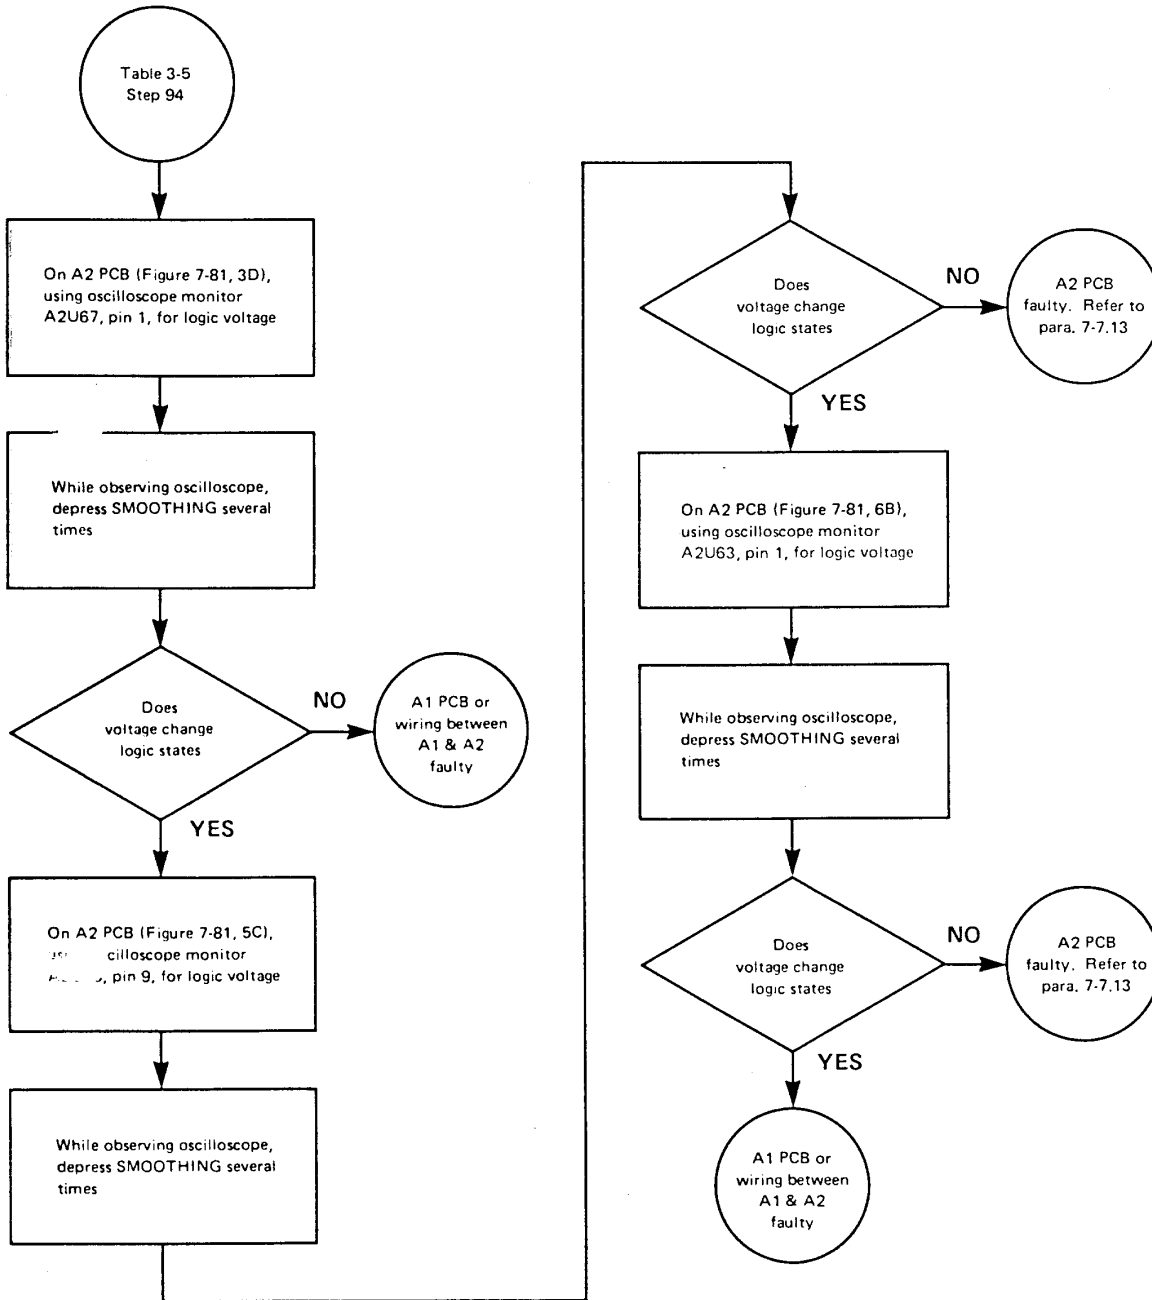 Table 3-5
Step 94
On A2 PCB (Figure 7-81, 3D),
using oscilloscope monitor
A2U67, pin 1, for logic voltage
While observing oscilloscope,
depress SMOOTHING several
times
Does
voltage change
logic states
NO
A1 PCB or
wiring between
A1 & A2
faulty
YES
On A2 PCB (Figure 7-81, 5C),
cilloscope monitor
pin 9, for logic voltage
While observing oscilloscope,
depress SMOOTHING several
times
Does
voltage change
logic states
NO
A2 PCB
faulty. Refer to
para. 7-7.13
YES
On A2 PCB (Figure 7-81, 6B),
using oscilloscope monitor
A2U63, pin 1, for logic voltage
While observing oscilloscope,
depress SMOOTHING several
times
Does
voltage change
logic states
NO
A2 PCB
faulty. Refer to
para. 7-7.13
YES
A1 PCB or
wiring between
A1 & A2
faulty